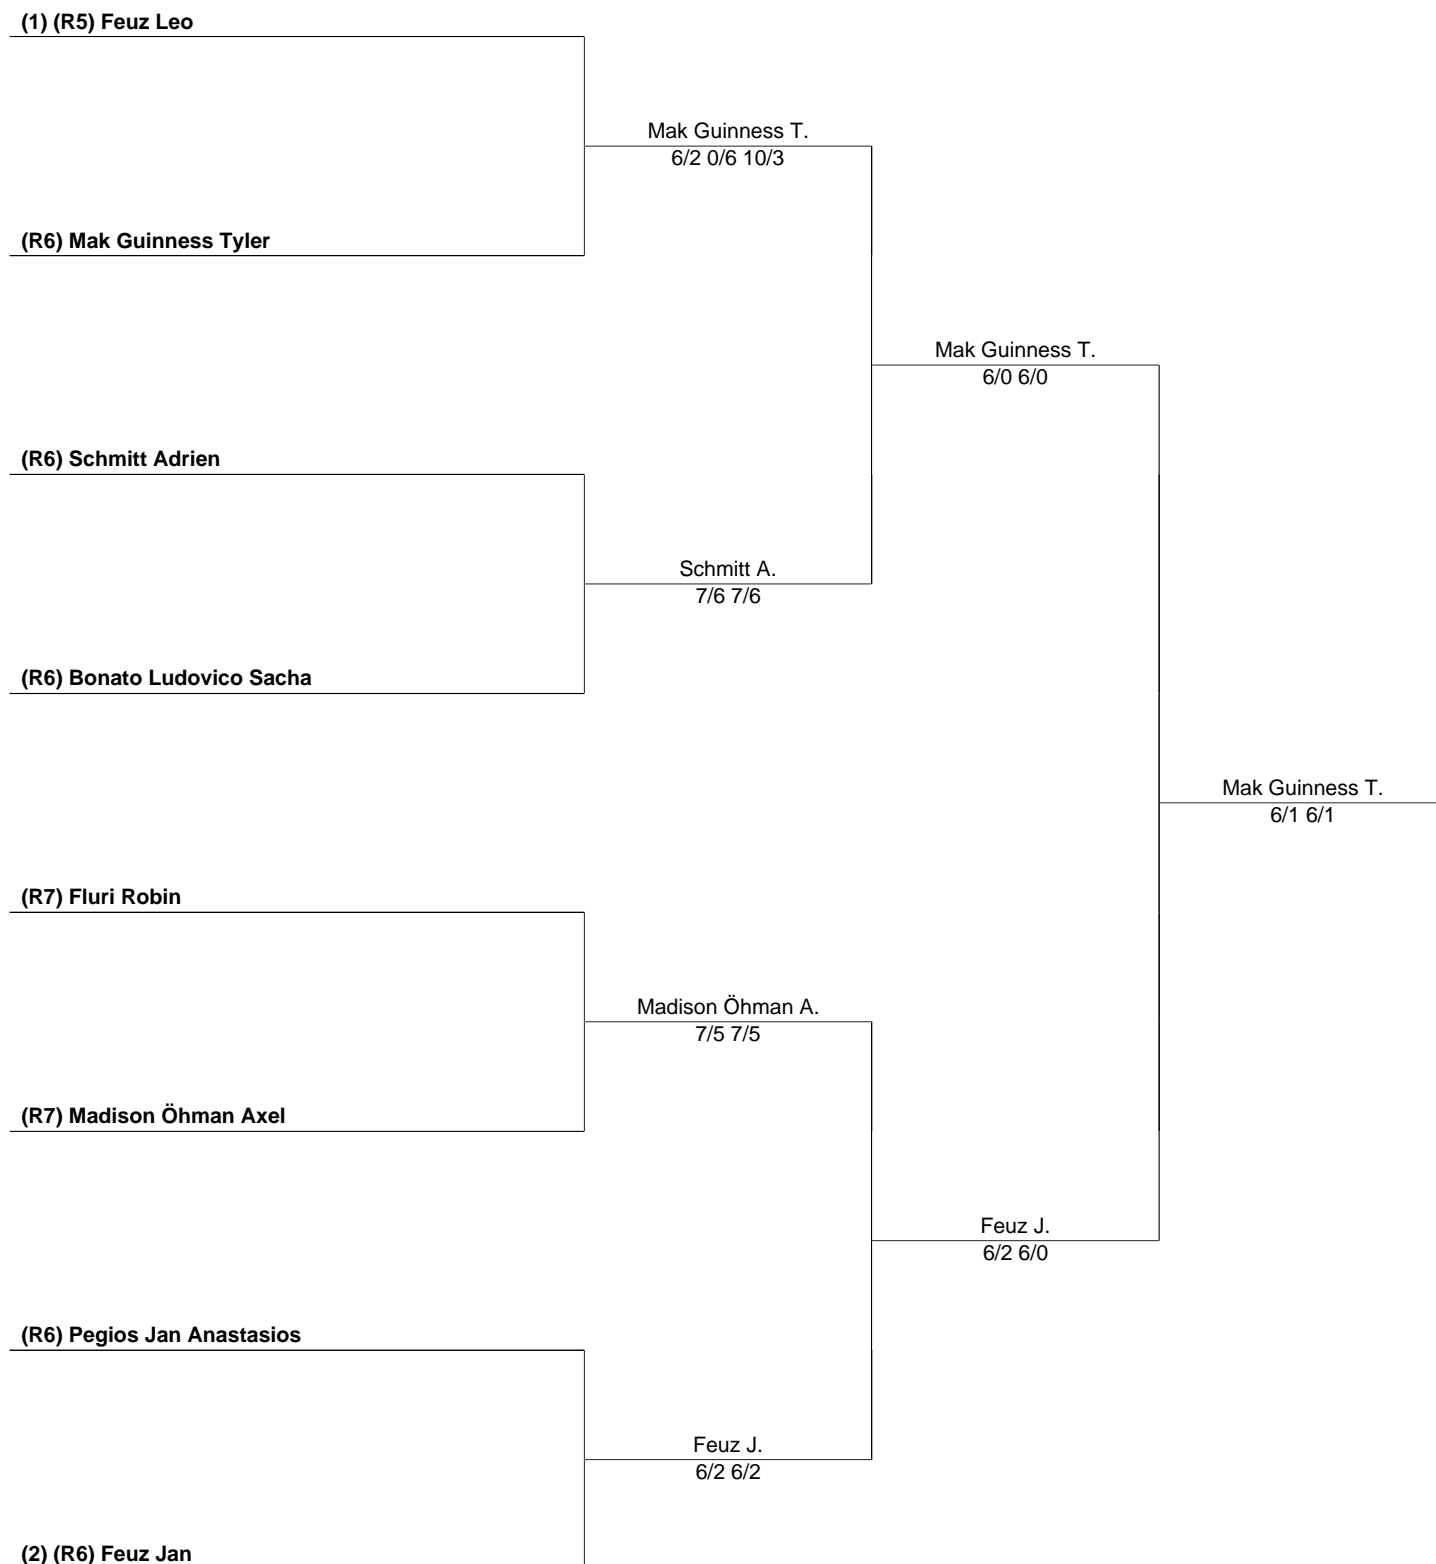 (1) (R5) Feuz Leo
Mak Guinness T.
6/2 0/6 10/3
(R6) Mak Guinness Tyler
Mak Guinness T.
6/0 6/0
(R6) Schmitt Adrien
Schmitt A.
7/6 7/6
(R6) Bonato Ludovico Sacha
Mak Guinness T.
6/1 6/1
(R7) Fluri Robin
Madison Öhman A.
7/5 7/5
(R7) Madison Öhman Axel
Feuz J.
6/2 6/0
(R6) Pegios Jan Anastasios
Feuz J.
6/2 6/2
(2) (R6) Feuz Jan